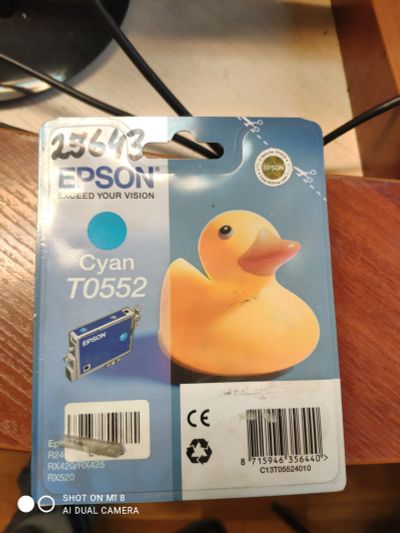 25643
EPSON
EXCEED YOUR VISION
EPSON
Cyan
T0552
EPSON
CE
RX420/RX425
RX520
8 715946 356440 >
C13T05524010
SHOT ON MI 8
AI DUAL CAMERA